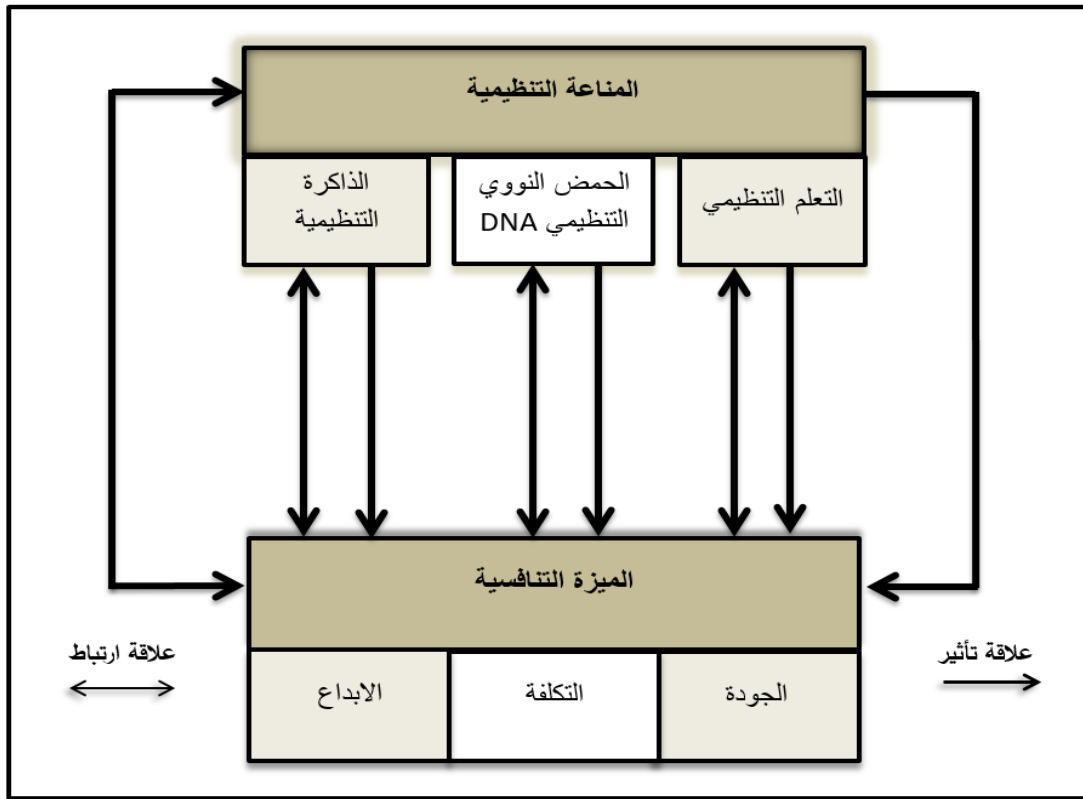 المناعة التنظيمية
التعلم التنظيمي
الحمض النووي
التنظيمي DNA
الذاكرة
التنظيمية
الميزة التنافسية
علاقة تأثير
علاقة ارتباط
الجودة
التكلفة
الابداع